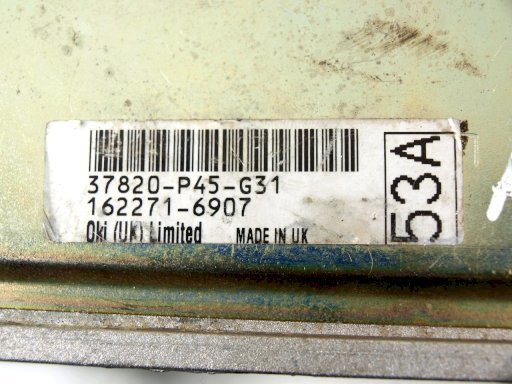 37820-P45-G31
162271-6907
Oki (UK) Limited MADE IN UK
53A